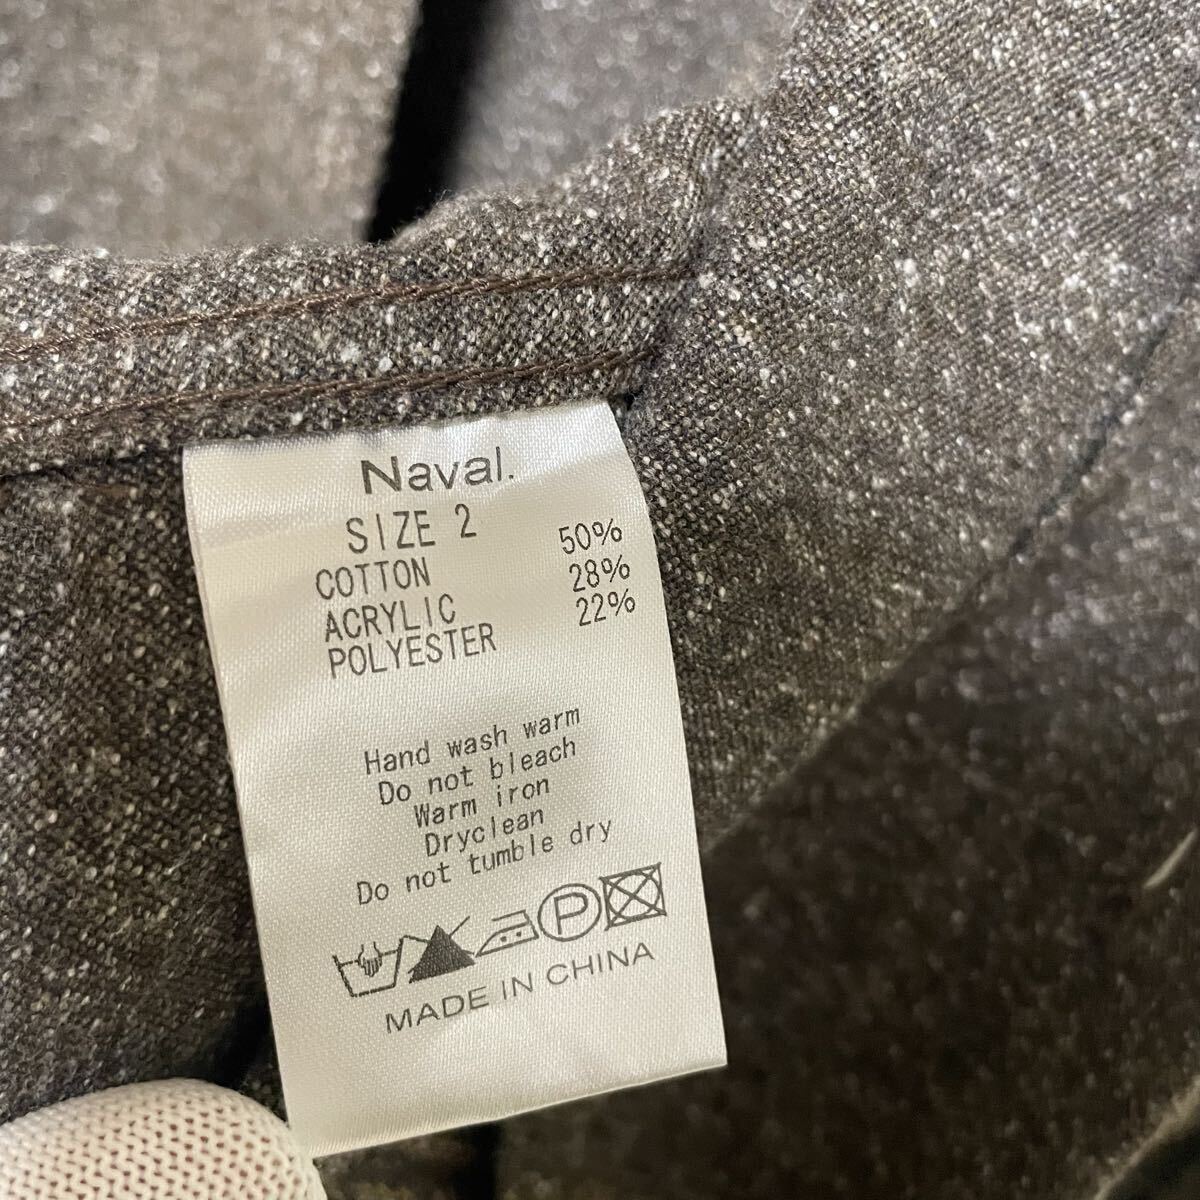 Naval.
SIZE 2
COTTON 50%
ACRYLIC 28%
POLYESTER 22%
Hand wash warm
Do not bleach
Warm iron
Dryclean
Do not tumble dry
P
MADE IN CHINA